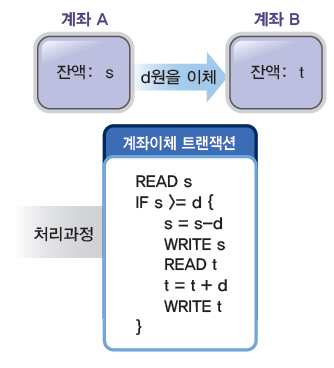 계좌 A
계좌 B
잔액: s
d원을 이체
잔액: t
계좌이체 트랜잭션
처리과정
READ s
IF s >= d {
s = s-d
WRITE s
READ t
t = t + d
WRITE t
}